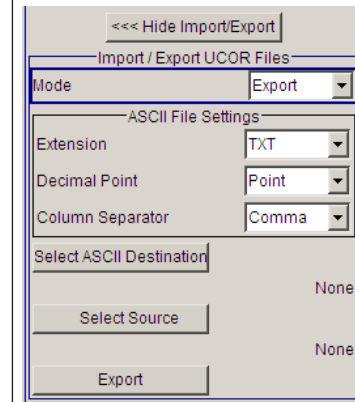 <<< Hide Import/Export
Import / Export UCOR Files
Mode Export
ASCII File Settings
Extension TXT
Decimal Point Point
Column Separator Comma
Select ASCII Destination
None
Select Source
None
Export